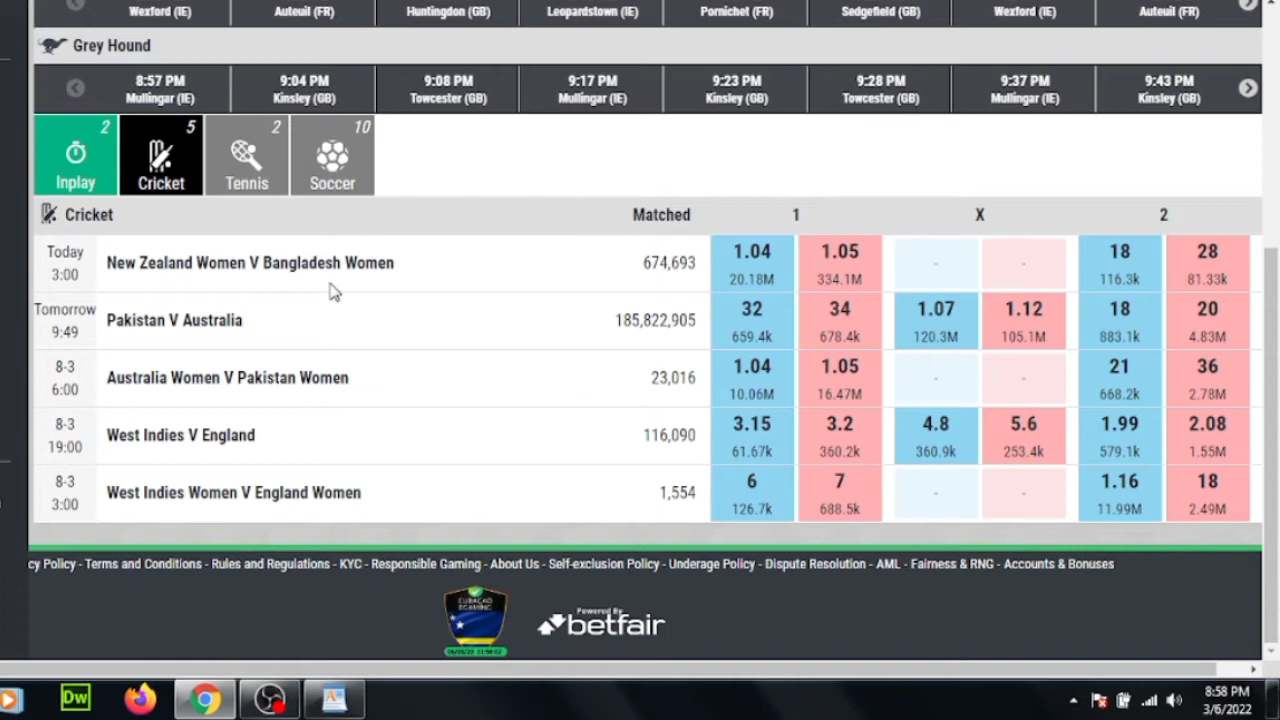 Wexford (IE) Auteuil (FR) Huntingdon (GB) Leopardstown (IE) Pornichet (FR) Sedgefield (GB) Wexford (IE) Auteuil (FR)
Grey Hound
8:57 PM 9:04 PM 9:08 PM 9:17 PM 9:23 PM 9:28 PM 9:37 PM 9:43 PM
Mullingar (IE) Kinsley (GB) Towcester (GB) Mullingar (IE) Kinsley (GB) Towcester (GB) Mullingar (IE) Kinsley (GB)
2 5 2 10
Inplay Cricket Tennis Soccer
Cricket Matched 1 X 2
Today 1.04 1.05 18 28
New Zealand Women V Bangladesh Women 674,693 - -
3:00 20.18M 334.1M 116.3k 81.33k
Tomorrow 32 34 1.07 1.12 18 20
Pakistan V Australia 185,822,905
9:49 659.4k 678.4k 120.3M 105.1M 883.1k 4.83M
8-3 1.04 1.05 21 36
Australia Women V Pakistan Women 23,016 - -
6:00 10.06M 16.47M 668.2k 2.78M
8-3 3.15 3.2 4.8 5.6 1.99 2.08
West Indies V England 116,090
19:00 61.67k 360.2k 360.9k 253.4k 579.1k 1.55M
8-3 6 7 1.16 18
West Indies Women V England Women 1,554 - -
3:00 126.7k 688.5k 11.99M 2.49M
cy Policy - Terms and Conditions - Rules and Regulations - KYC - Responsible Gaming - About Us - Self-exclusion Policy - Underage Policy - Dispute Resolution - AML - Fairness & RNG - Accounts & Bonuses
CURACAO
EGAMING
Powered By
betfair
Dw
8:58 PM
3/6/2022